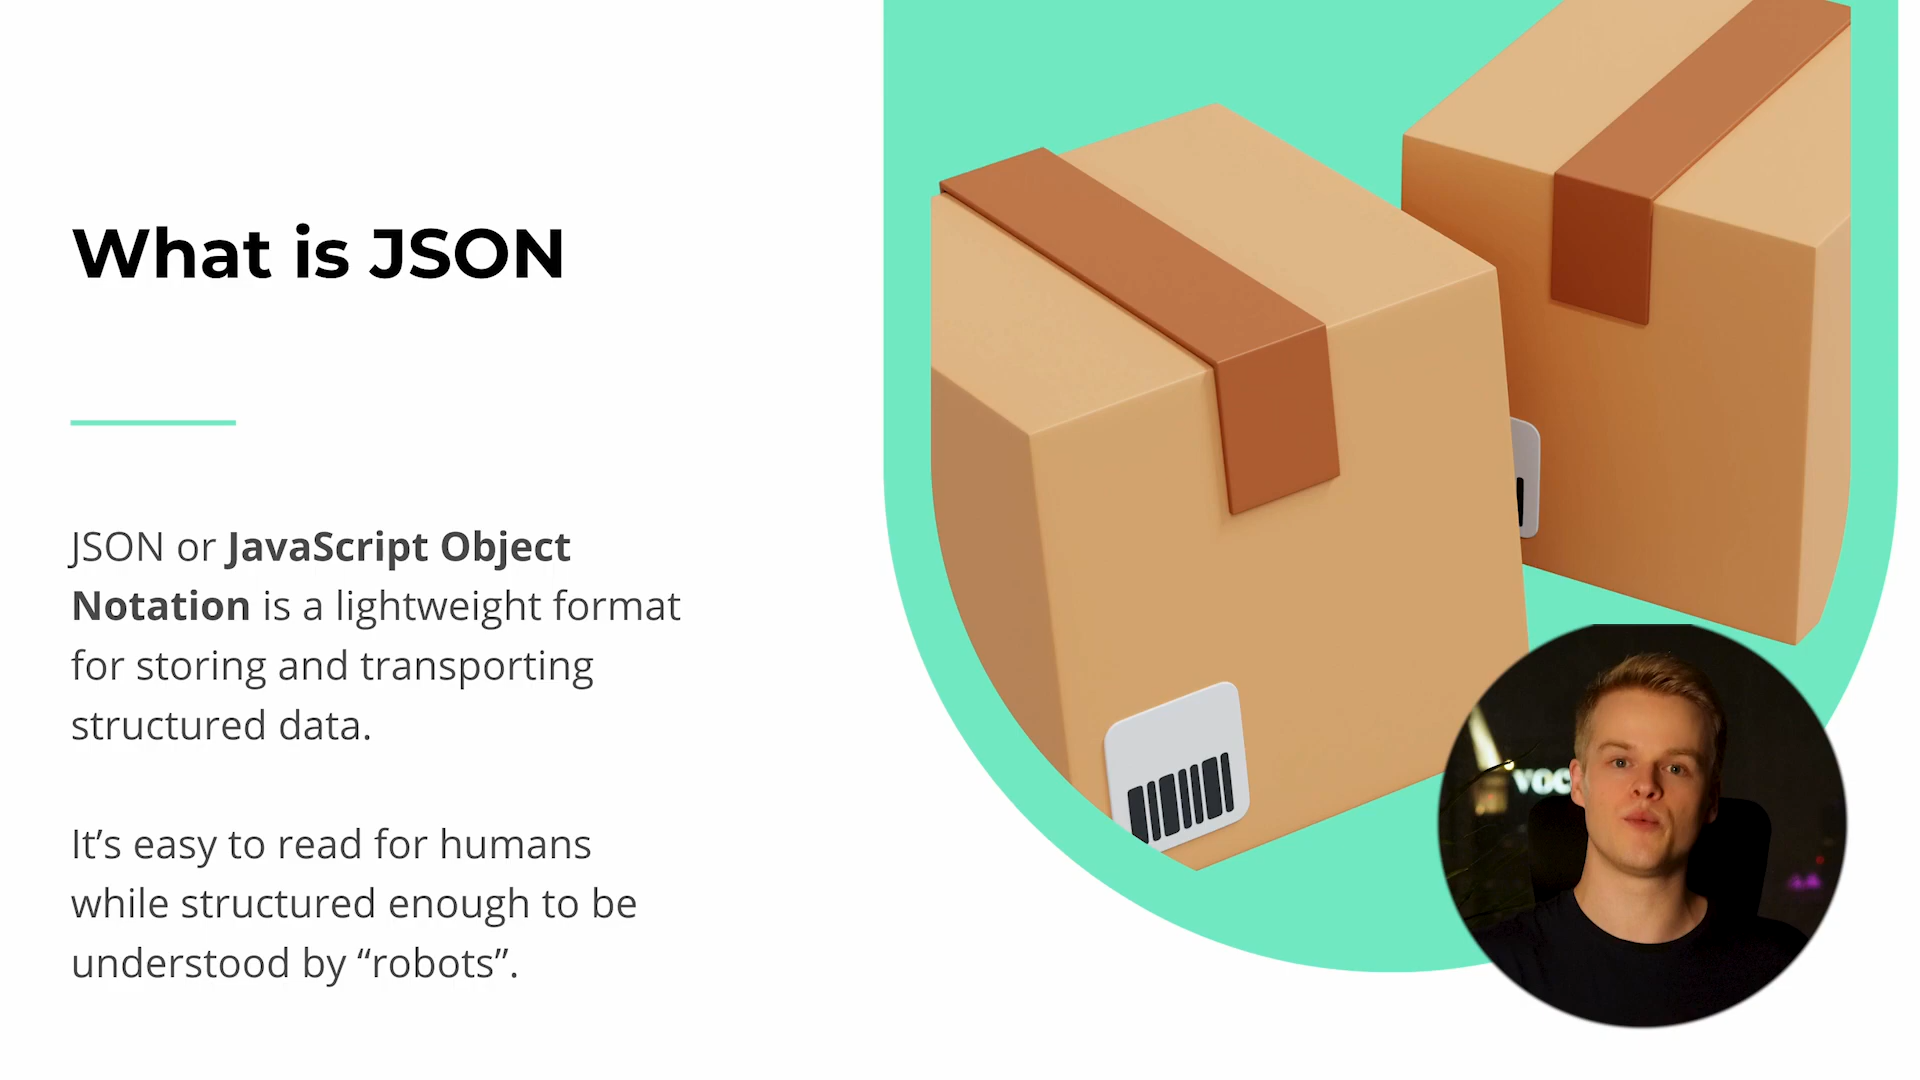 What is JSON
JSON or JavaScript Object
Notation is a lightweight format
for storing and transporting
structured data.
It’s easy to read for humans
while structured enough to be
understood by “robots”.